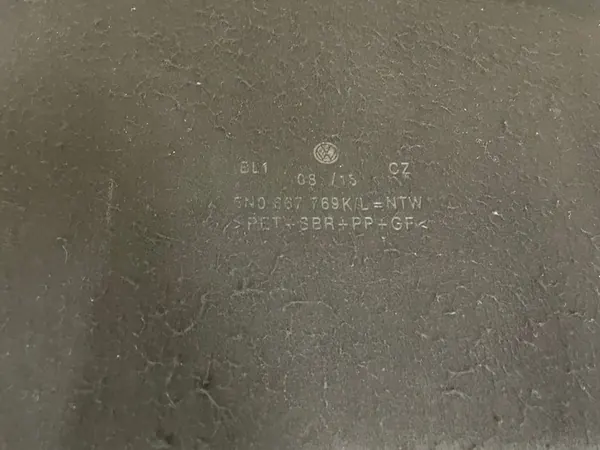 BL1 CZ
08 /15
5N0 867 769K/L=NTW
>PET+SBR+PP+GF<